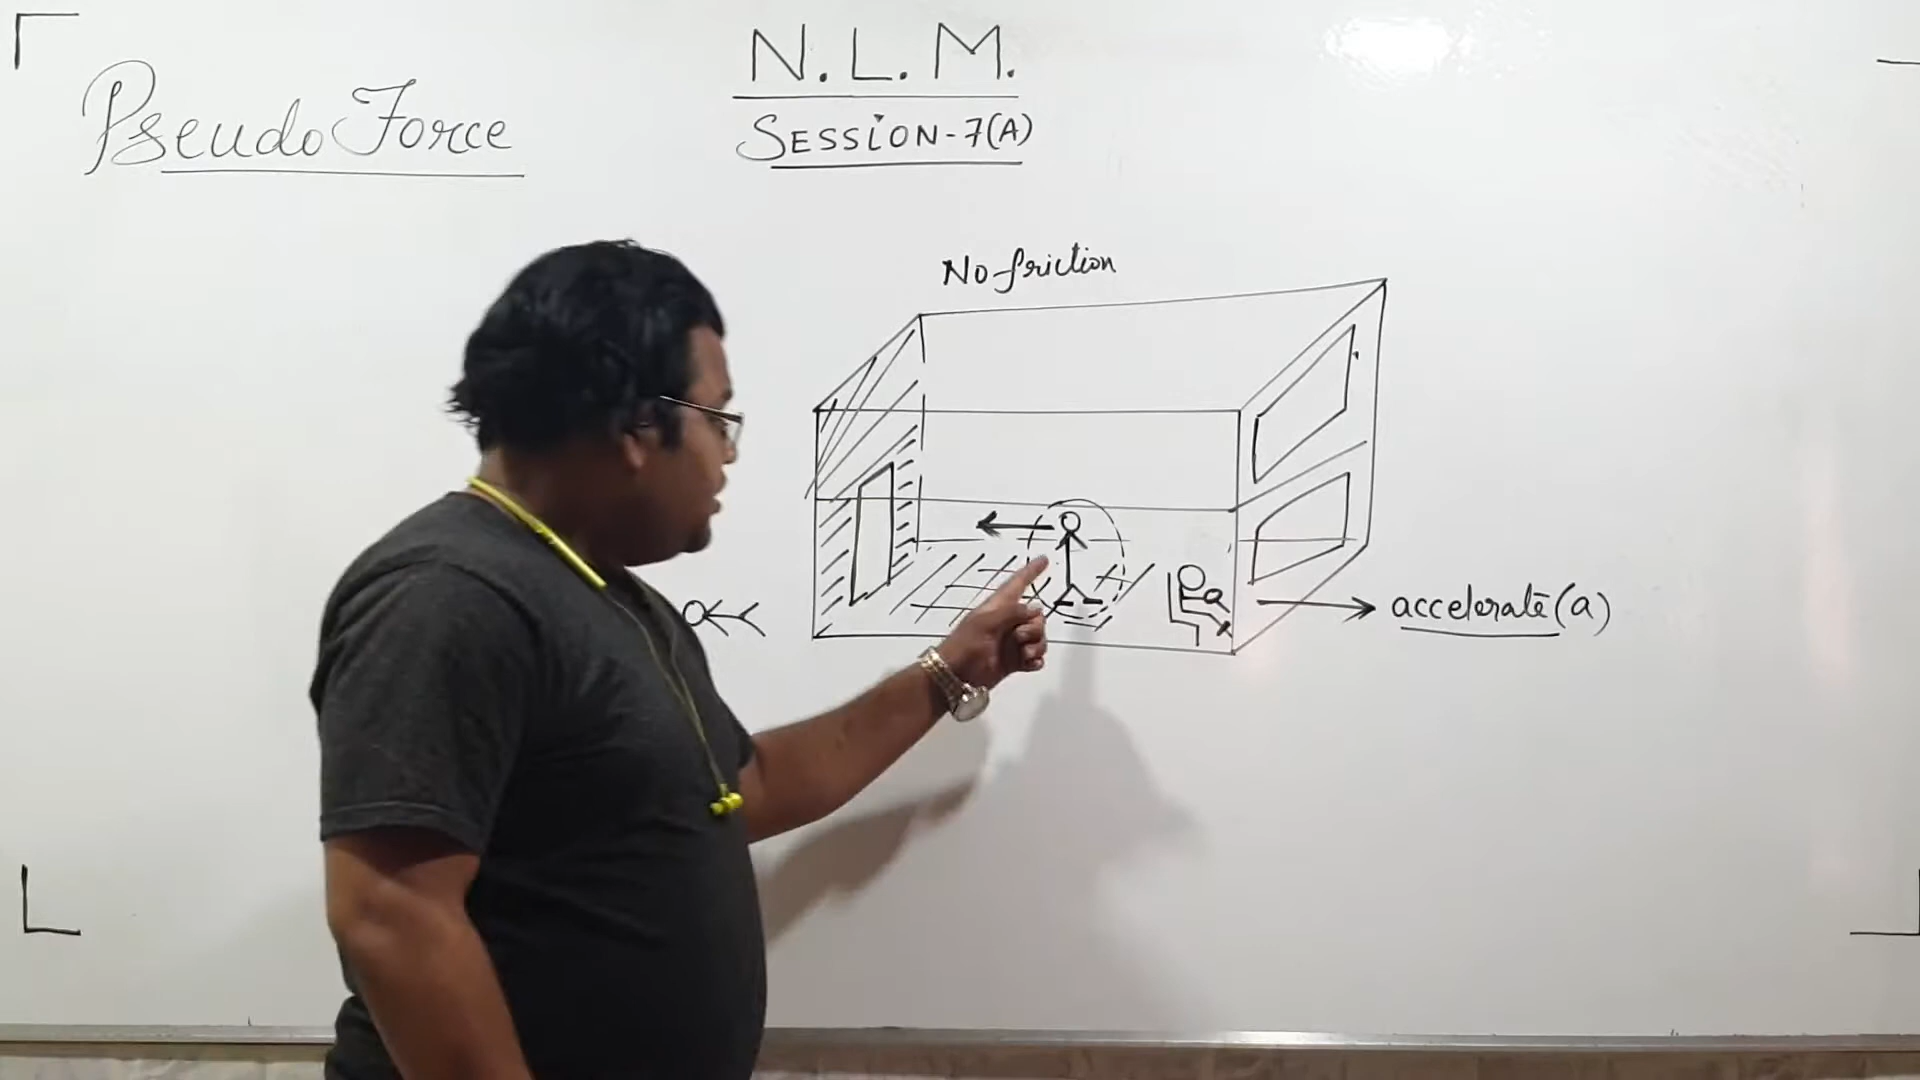 N.L.M.
SESSION-7(A)
Pseudo Force
No friction
accelerate (a)